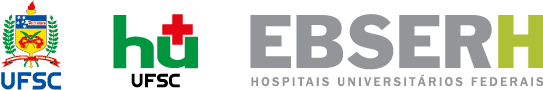 UFSC
hu
UFSC
EBSERH
HOSPITAIS UNIVERSITÁRIOS FEDERAIS